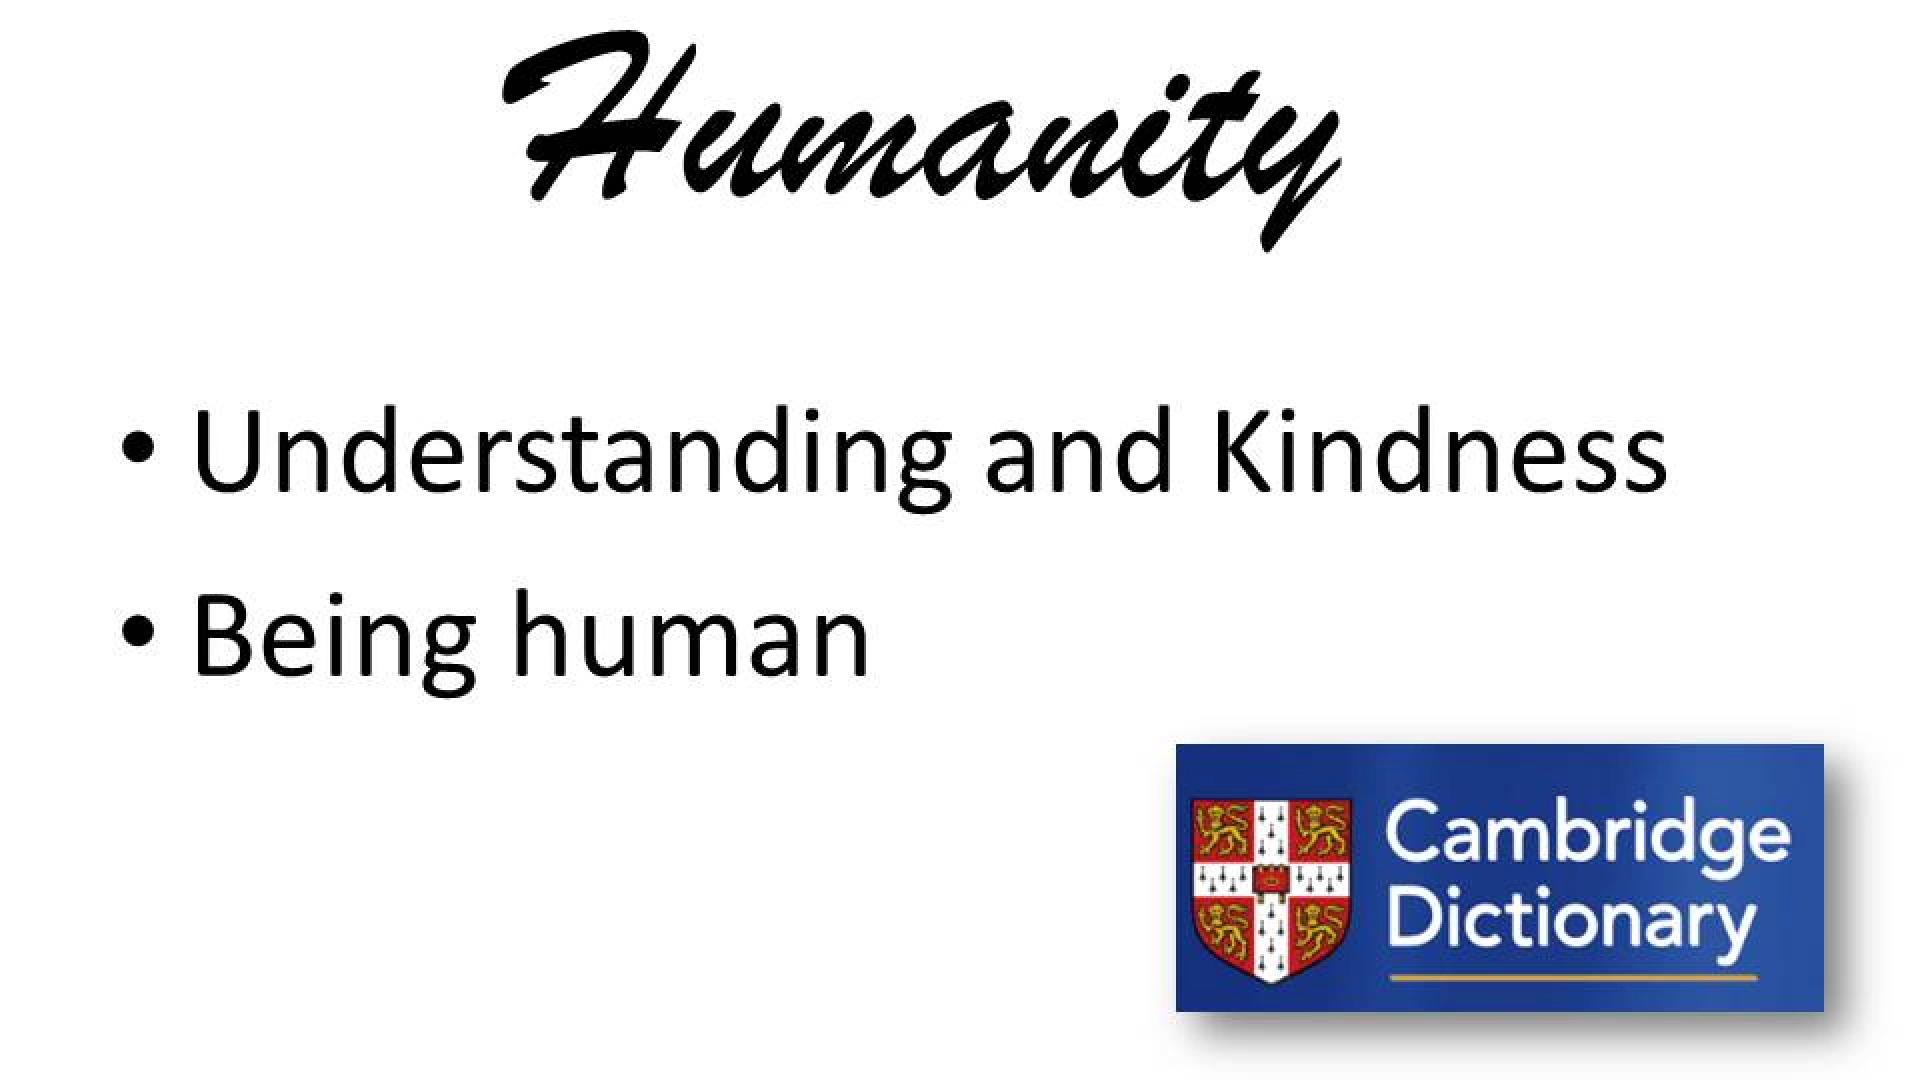 Humanity
• Understanding and Kindness
• Being human
Cambridge
Dictionary